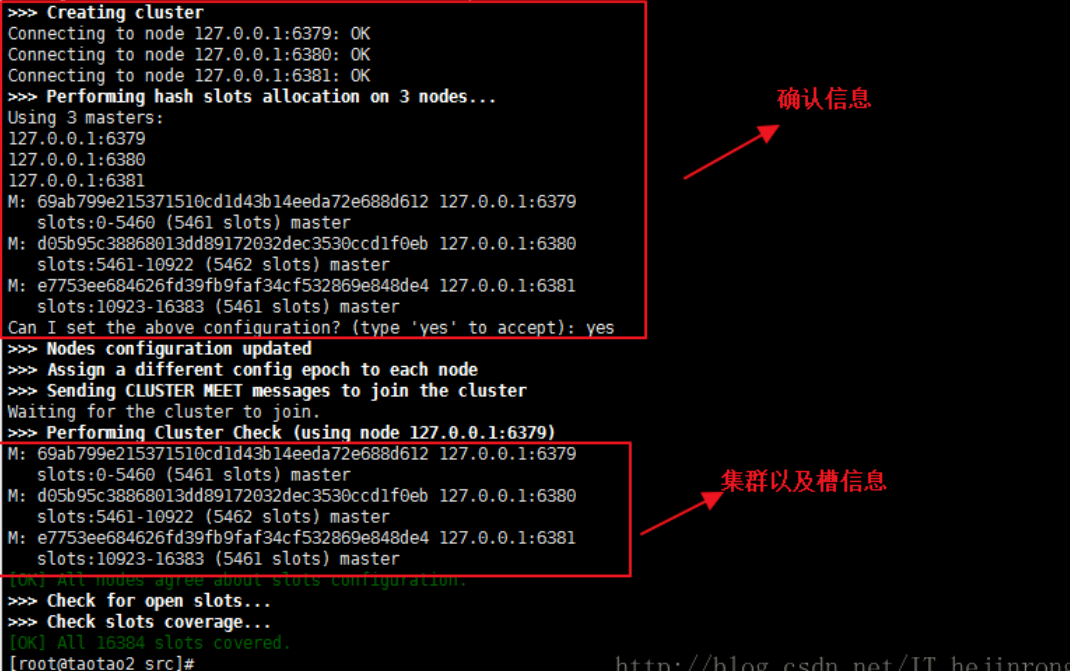 >>> Creating cluster
Connecting to node 127.0.0.1:6379: OK
Connecting to node 127.0.0.1:6380: OK
Connecting to node 127.0.0.1:6381: OK
>>> Performing hash slots allocation on 3 nodes...
Using 3 masters:
127.0.0.1:6379
127.0.0.1:6380
127.0.0.1:6381
M: 69ab799e215371510cd1d43b14eeda72e688d612 127.0.0.1:6379
slots:0-5460 (5461 slots) master
M: d05b95c38868013dd89172032dec3530ccd1f0eb 127.0.0.1:6380
slots:5461-10922 (5462 slots) master
M: e7753ee684626fd39fb9faf34cf532869e848de4 127.0.0.1:6381
slots:10923-16383 (5461 slots) master
Can I set the above configuration? (type 'yes' to accept): yes
确认信息
>>> Nodes configuration updated
>>> Assign a different config epoch to each node
>>> Sending CLUSTER MEET messages to join the cluster
Waiting for the cluster to join.
>>> Performing Cluster Check (using node 127.0.0.1:6379)
M: 69ab799e215371510cd1d43b14eeda72e688d612 127.0.0.1:6379
slots:0-5460 (5461 slots) master
M: d05b95c38868013dd89172032dec3530ccd1f0eb 127.0.0.1:6380
slots:5461-10922 (5462 slots) master
M: e7753ee684626fd39fb9faf34cf532869e848de4 127.0.0.1:6381
slots:10923-16383 (5461 slots) master
集群以及槽信息
[OK] All nodes agree about slots configuration.
>>> Check for open slots...
>>> Check slots coverage...
[OK] All 16384 slots covered.
[root@taotao2 src]#
http://blog.csdn.net/IT_hejinrong